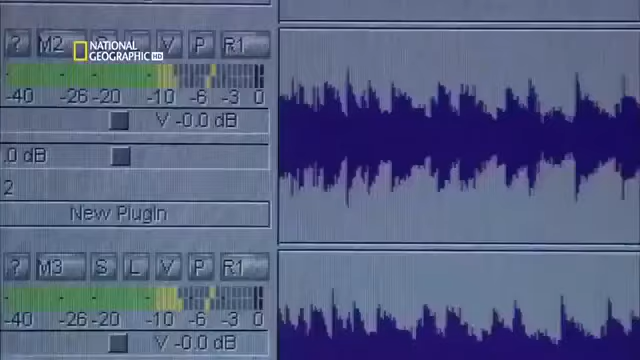 ? M2 S L V P R1
NATIONAL
GEOGRAPHIC HD
-40 -26 -20 -10 -6 -3 0
V -0.0 dB
.0 dB
2
New PlugIn
? M3 S L V P R1
-40 -26 -20 -10 -6 -3 0
V -0.0 dB